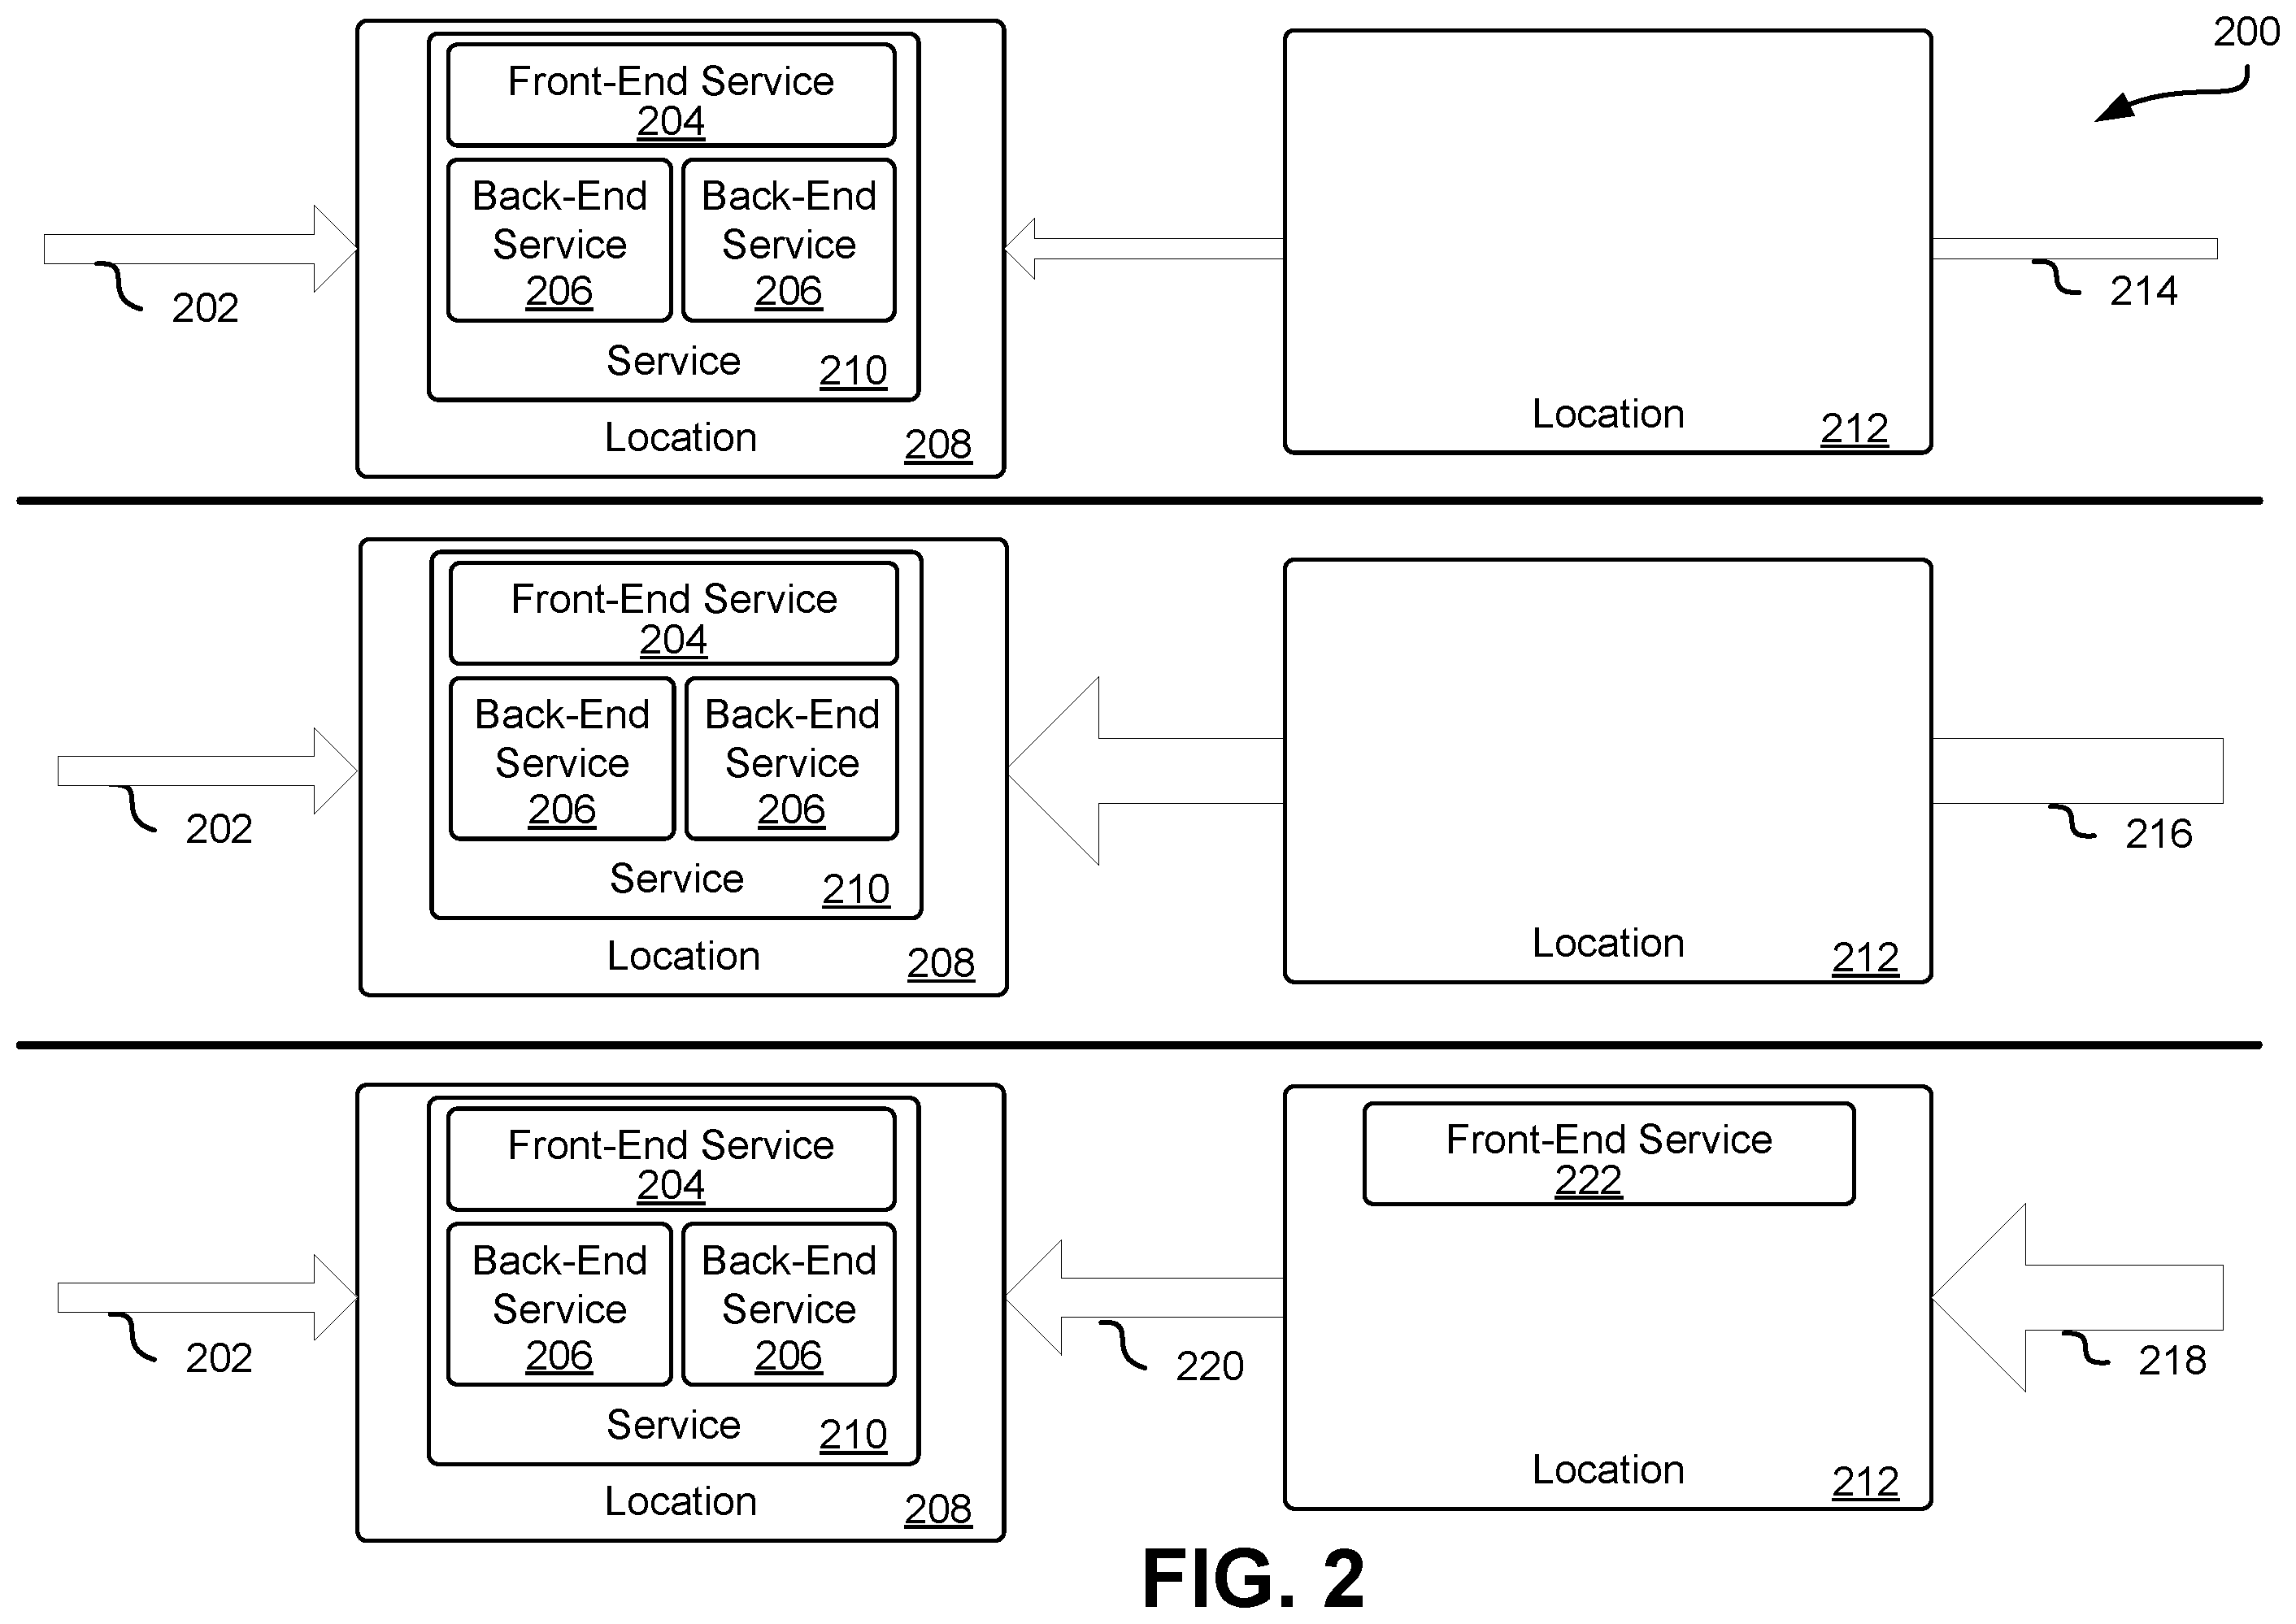 200
Front-End Service
204
Back-End
Service
206
Back-End
Service
206
Service
210
Location
208
Location
212
202
214
Front-End Service
204
Back-End
Service
206
Back-End
Service
206
Service
210
Location
208
Location
212
202
216
Front-End Service
204
Back-End
Service
206
Back-End
Service
206
Service
210
Location
208
Front-End Service
222
Location
212
202
220
218
FIG. 2